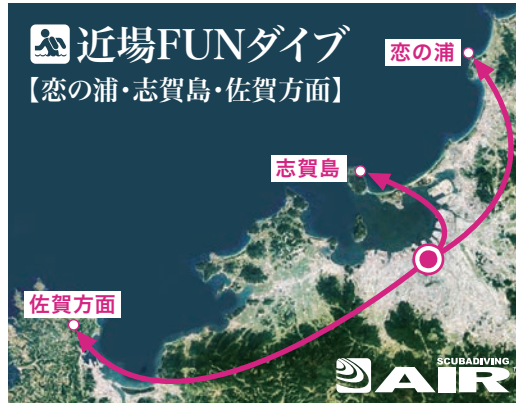 近場FUNダイブ
【恋の浦・志賀島・佐賀方面】
恋の浦
志賀島
佐賀方面
SCUBADIVING
AIR